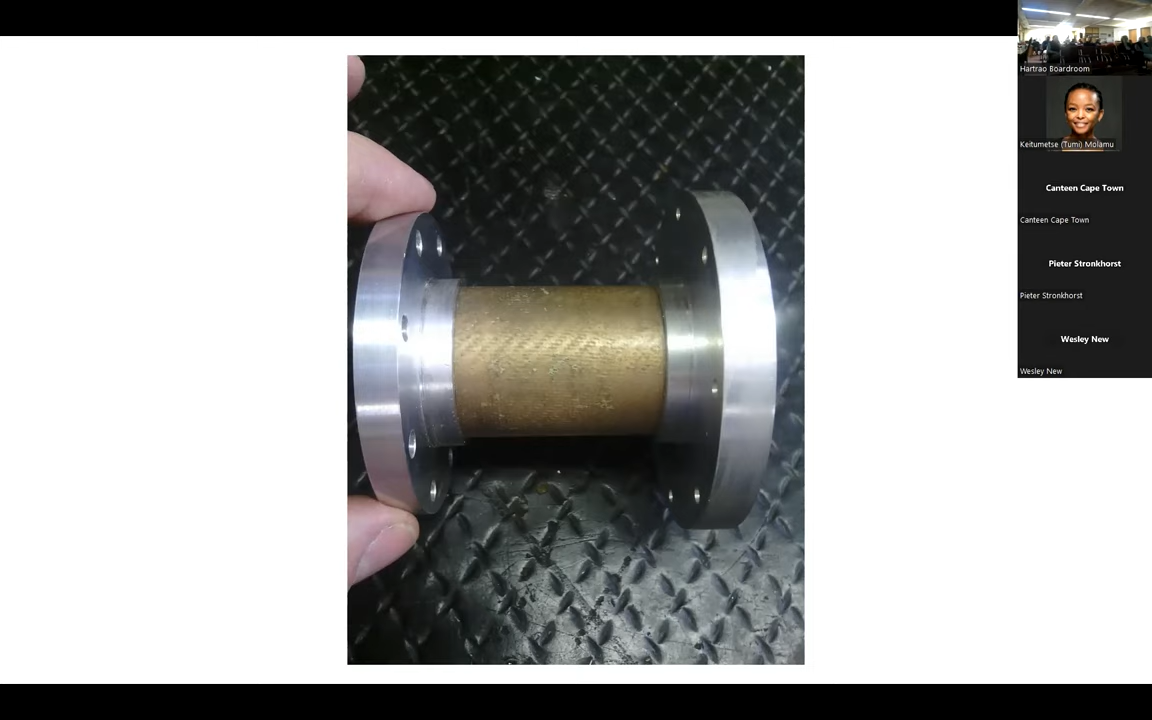 Hartrao Boardroom
Keitumetse (Tumi) Molamu
Canteen Cape Town
Canteen Cape Town
Pieter Stronkhorst
Pieter Stronkhorst
Wesley New
Wesley New